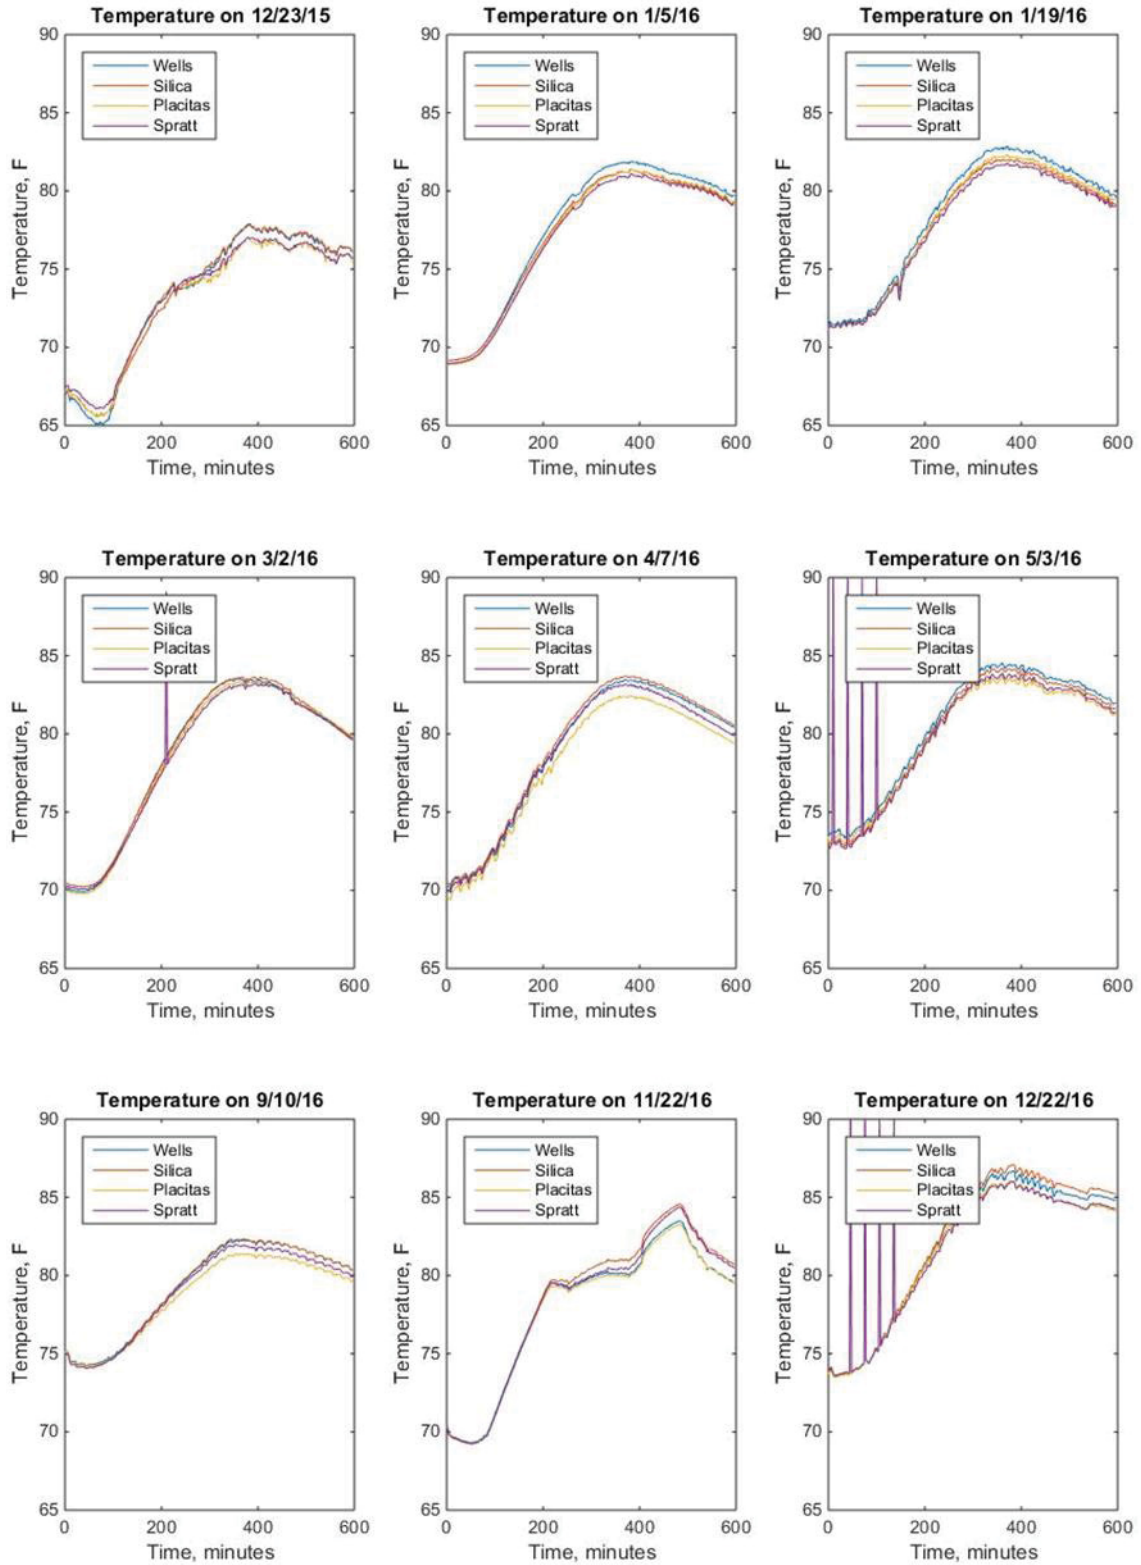 Temperature on 12/23/15
90
85
80
75
70
65
Temperature, F
Wells
Silica
Placitas
Spratt
0 200 400 600
Time, minutes
Temperature on 1/5/16
90
85
80
75
70
65
Temperature, F
Wells
Silica
Placitas
Spratt
0 200 400 600
Time, minutes
Temperature on 1/19/16
90
85
80
75
70
65
Temperature, F
Wells
Silica
Placitas
Spratt
0 200 400 600
Time, minutes
Temperature on 3/2/16
90
85
80
75
70
65
Temperature, F
Wells
Silica
Placitas
Spratt
0 200 400 600
Time, minutes
Temperature on 4/7/16
90
85
80
75
70
65
Temperature, F
Wells
Silica
Placitas
Spratt
0 200 400 600
Time, minutes
Temperature on 5/3/16
90
85
80
75
70
65
Temperature, F
Wells
Silica
Placitas
Spratt
0 200 400 600
Time, minutes
Temperature on 9/10/16
90
85
80
75
70
65
Temperature, F
Wells
Silica
Placitas
Spratt
0 200 400 600
Time, minutes
Temperature on 11/22/16
90
85
80
75
70
65
Temperature, F
Wells
Silica
Placitas
Spratt
0 200 400 600
Time, minutes
Temperature on 12/22/16
90
85
80
75
70
65
Temperature, F
Wells
Silica
Placitas
Spratt
0 200 400 600
Time, minutes